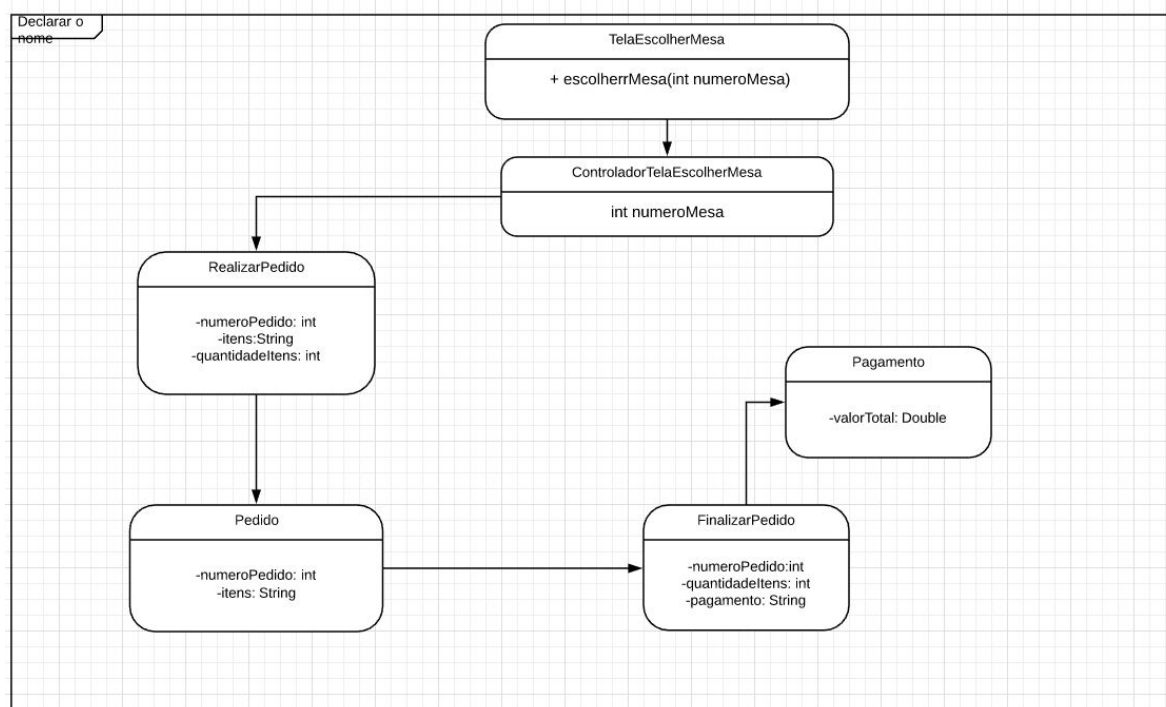 Declarar o
nome
TelaEscolherMesa
+ escolherrMesa(int numeroMesa)
ControladorTelaEscolherMesa
int numeroMesa
RealizarPedido
-numeroPedido: int
-itens:String
-quantidadeItens: int
Pagamento
-valorTotal: Double
Pedido
-numeroPedido: int
-itens: String
FinalizarPedido
-numeroPedido:int
-quantidadeItens: int
-pagamento: String